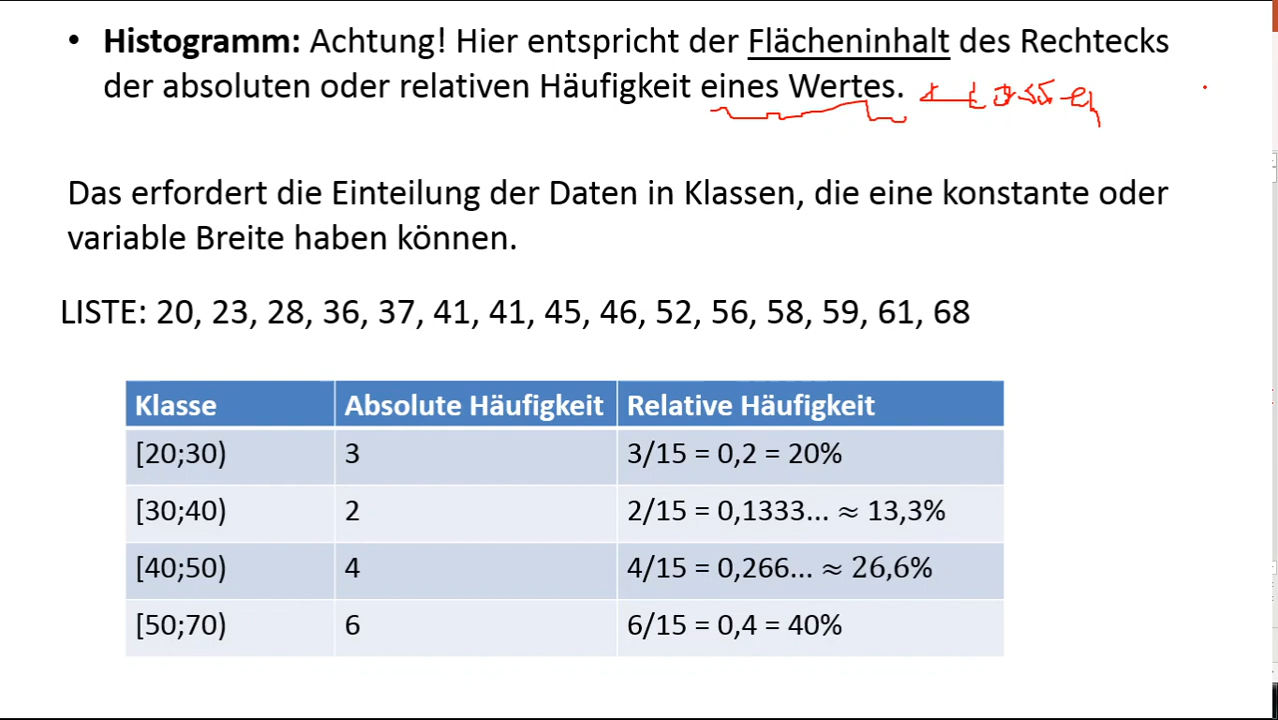 • Histogramm: Achtung! Hier entspricht der Flächeninhalt des Rechtecks
der absoluten oder relativen Häufigkeit eines Wertes.
Das erfordert die Einteilung der Daten in Klassen, die eine konstante oder
variable Breite haben können.
LISTE: 20, 23, 28, 36, 37, 41, 41, 45, 46, 52, 56, 58, 59, 61, 68
Klasse Absolute Häufigkeit Relative Häufigkeit
[20;30) 3 3/15 = 0,2 = 20%
[30;40) 2 2/15 = 0,1333... ≈ 13,3%
[40;50) 4 4/15 = 0,266... ≈ 26,6%
[50;70) 6 6/15 = 0,4 = 40%